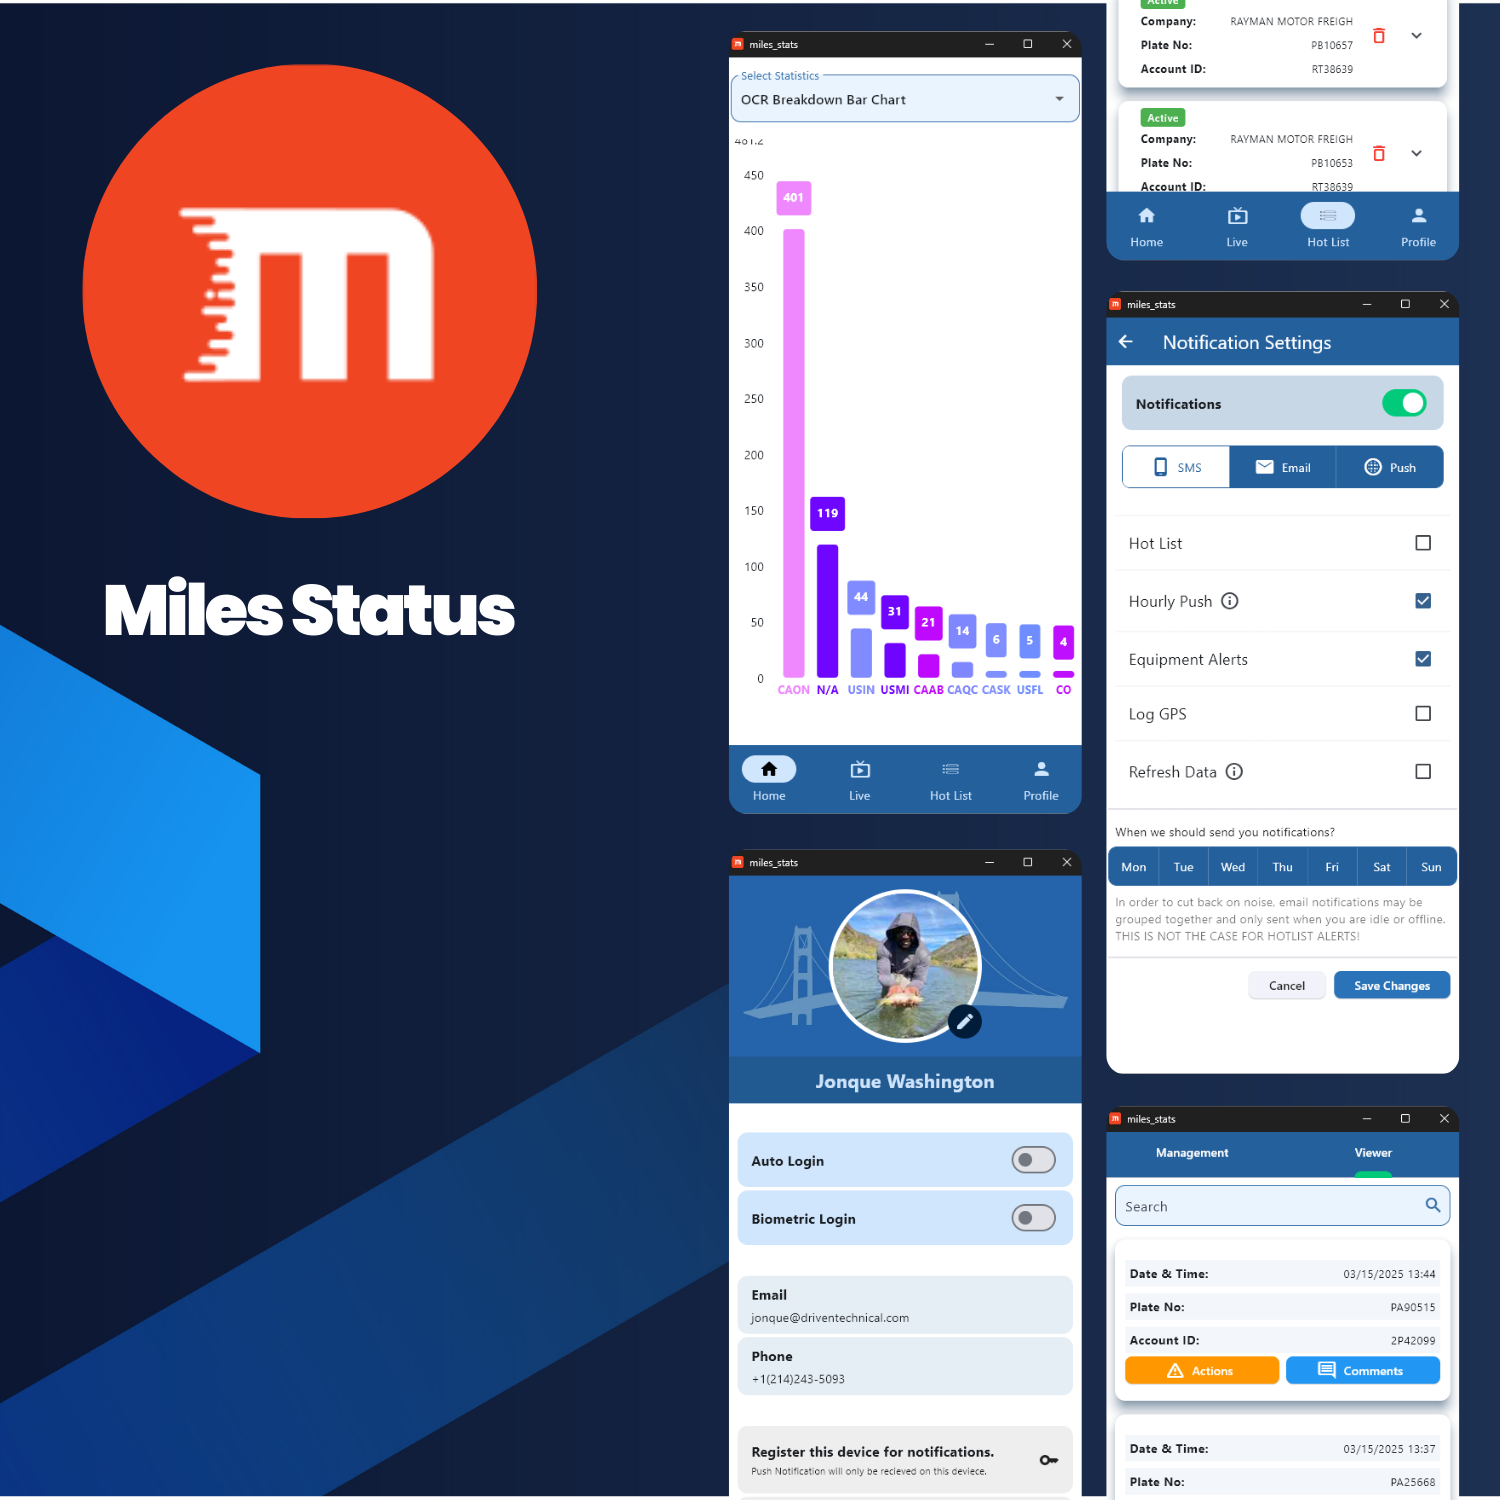 Miles Status
miles_stats
Select Statistics
OCR Breakdown Bar Chart
461.2
450
400
350
300
250
200
150
100
50
0
401
119
44
31
21
14
6
5
4
CAON N/A USIN USMI CAAB CAQC CASK USFL CO
Home Live Hot List Profile
miles_stats
Jonque Washington
Auto Login
Biometric Login
Email
jonque@driventechnical.com
Phone
+1(214)243-5093
Register this device for notifications.
Push Notification will only be recieved on this deviece.
Active
Company: RAYMAN MOTOR FREIGH
Plate No: PB10657
Account ID: RT38639
Active
Company: RAYMAN MOTOR FREIGH
Plate No: PB10653
Account ID: RT38639
Home Live Hot List Profile
miles_stats
Notification Settings
Notifications
SMS Email Push
Hot List
Hourly Push
Equipment Alerts
Log GPS
Refresh Data
When we should send you notifications?
Mon Tue Wed Thu Fri Sat Sun
In order to cut back on noise, email notifications may be
grouped together and only sent when you are idle or offline.
THIS IS NOT THE CASE FOR HOTLIST ALERTS!
Cancel Save Changes
miles_stats
Management Viewer
Search
Date & Time: 03/15/2025 13:44
Plate No: PA90515
Account ID: 2P42099
Actions Comments
Date & Time: 03/15/2025 13:37
Plate No: PA25668